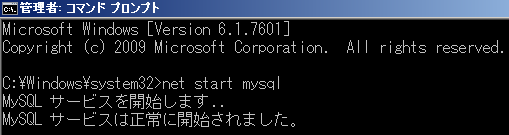 管理者: コマンド プロンプト
Microsoft Windows [Version 6.1.7601]
Copyright (c) 2009 Microsoft Corporation.  All rights reserved.
C:¥Windows¥system32>net start mysql
MySQL サービスを開始します..
MySQL サービスは正常に開始されました。